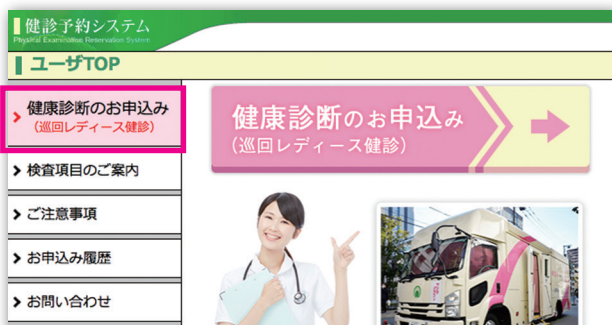 健診予約システム
Physical Examination Reservation System
ユーザTOP
健康診断のお申込み
（巡回レディース健診）
検査項目のご案内
ご注意事項
お申込み履歴
お問い合わせ
健康診断のお申込み
（巡回レディース健診）